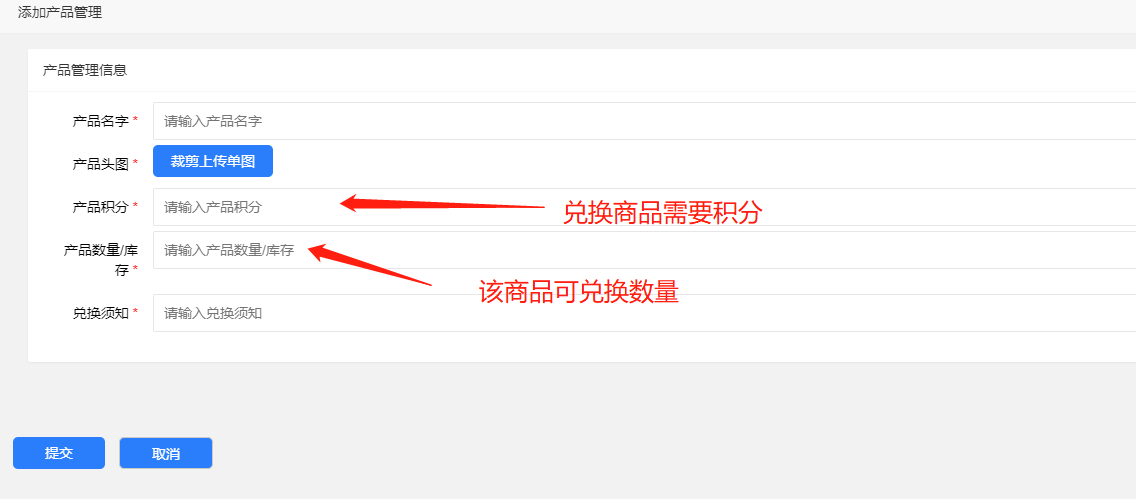 添加产品管理
产品管理信息
产品名字 * 请输入产品名字
产品头图 * 裁剪上传单图
产品积分 * 请输入产品积分
兑换商品需要积分
产品数量/库
存 * 请输入产品数量/库存
该商品可兑换数量
兑换须知 * 请输入兑换须知
提交 取消